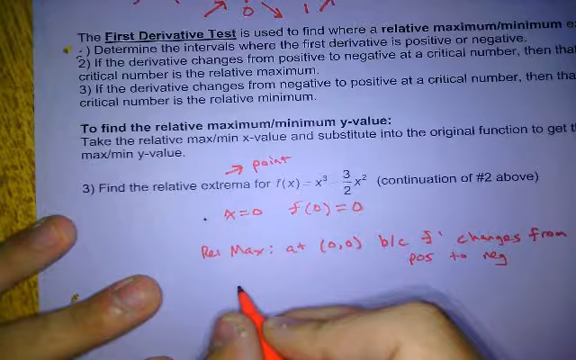 0 1
The First Derivative Test is used to find where a relative maximum/minimum
.) Determine the intervals where the first derivative is positive or negative.
2) If the derivative changes from positive to negative at a critical number, then
critical number is the relative maximum.
3) If the derivative changes from negative to positive at a critical number, then
critical number is the relative minimum.
To find the relative maximum/minimum y-value:
Take the relative max/min x-value and substitute into the original function to get
max/min y-value.
→ point
3) Find the relative extrema for f(x) = x³ - 3/2 x² (continuation of #2 above)
x=0 f(0)=0
Rel Max: at (0,0) b/c f' changes from
pos to neg